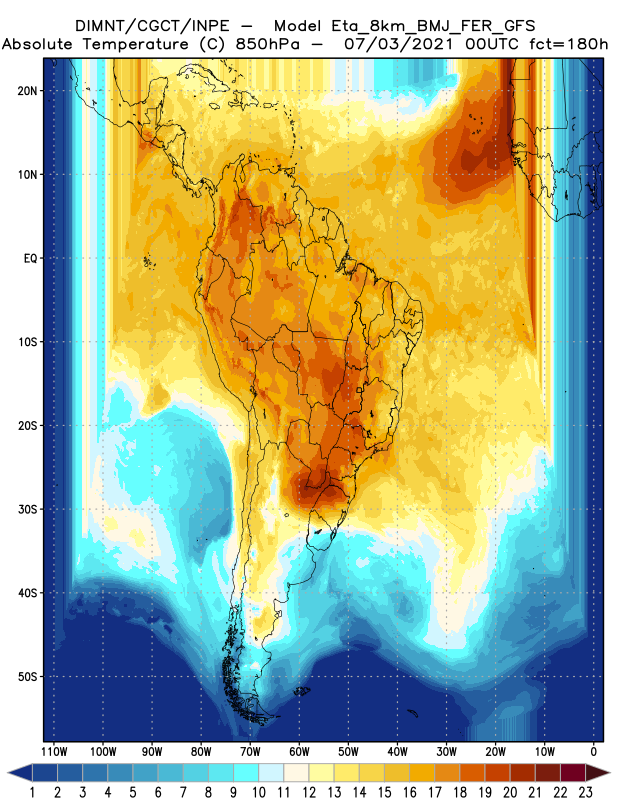 DIMNT/CGCT/INPE − Model Eta_8km_BMJ_FER_GFS
Absolute Temperature (C) 850hPa − 07/03/2021 00UTC fct=180h
20N
10N
EQ
10S
20S
30S
40S
50S
110W 100W 90W 80W 70W 60W 50W 40W 30W 20W 10W 0
1 2 3 4 5 6 7 8 9 10 11 12 13 14 15 16 17 18 19 20 21 22 23